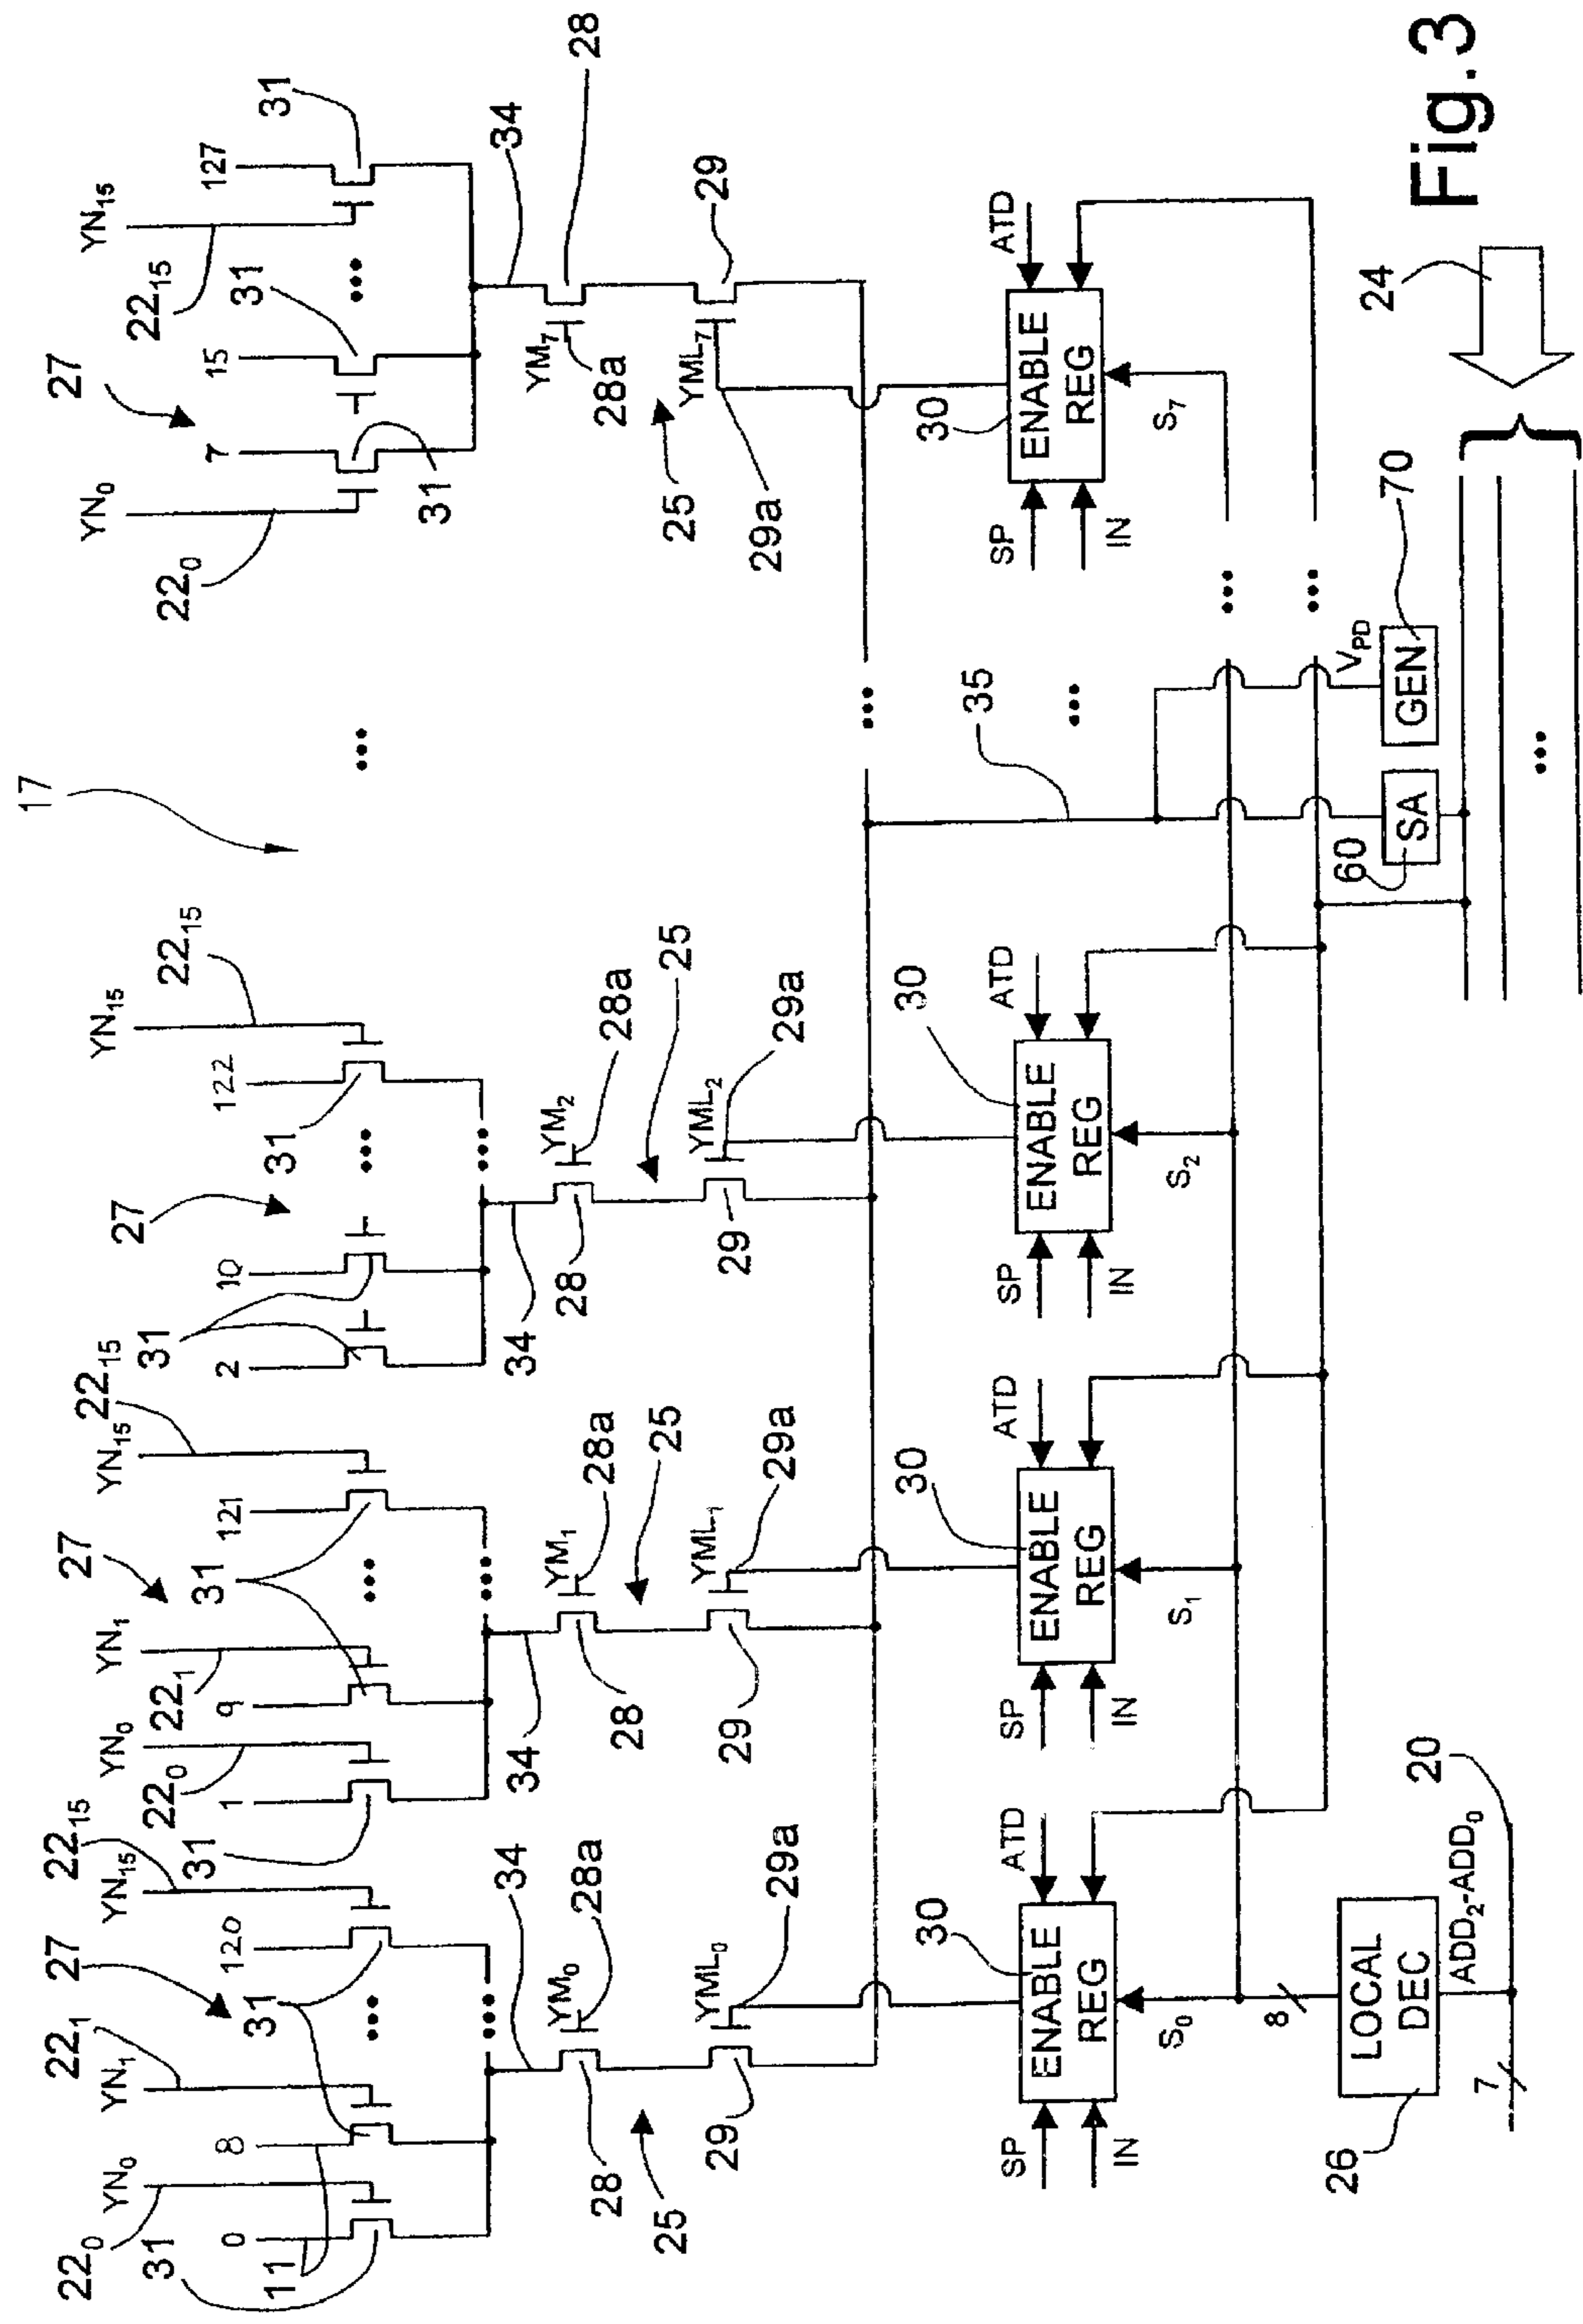 17
YN₀ YN₁ YN₁₅ YN₀ YN₁ YN₁₅ YN₁₅ YN₀ YN₁₅
22₀ 22₁ 27 22₁₅ 22₀ 22₁ 27 22₁₅ 27 22₁₅ 22₀ 27 22₁₅
0 8 120 1 9 121 2 10 122 7 15 127
11 31 31 31 31 31 31 31 31 31
... ... ... ... ...
34 34 34 34
... ... ...
28 YM₀ 28a 28 YM₁ 28a 28 YM₂ 28a YM₇ 28a 28
25 25 25 25
29 YML₀ 29a 29 YML₁ 29a 29 YML₂ 29a YML₇ 29a 29
...
35
30 30 30 30
SP ENABLE ATD SP ENABLE ATD SP ENABLE ATD ... SP ENABLE ATD
IN REG IN REG IN REG IN REG
S₀ S₁ S₂ ... S₇
8 ...
26 LOCAL
DEC
60 SA VPD GEN 70
ADD₂-ADD₀
7 20
...
24
Fig.3